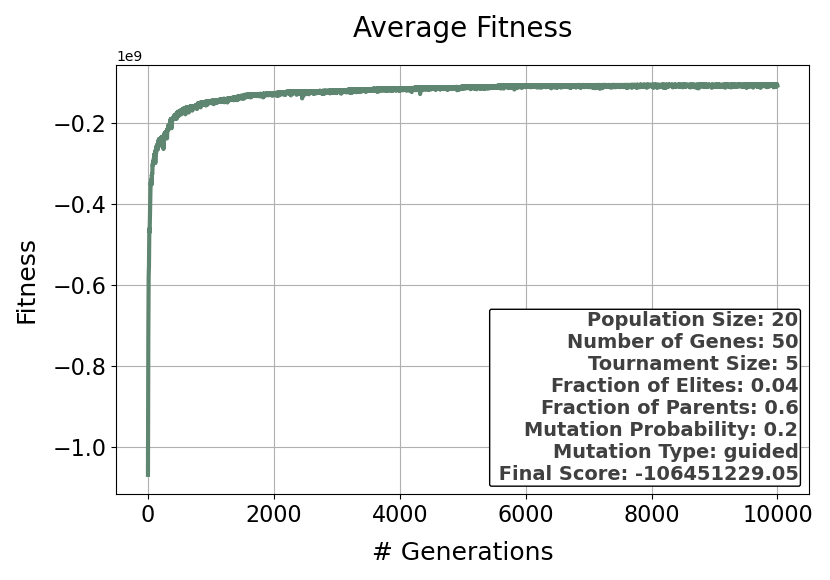 Average Fitness
1e9
−0.2
−0.4
−0.6
−0.8
−1.0
Fitness
Population Size: 20
Number of Genes: 50
Tournament Size: 5
Fraction of Elites: 0.04
Fraction of Parents: 0.6
Mutation Probability: 0.2
Mutation Type: guided
Final Score: -106451229.05
0 2000 4000 6000 8000 10000
# Generations